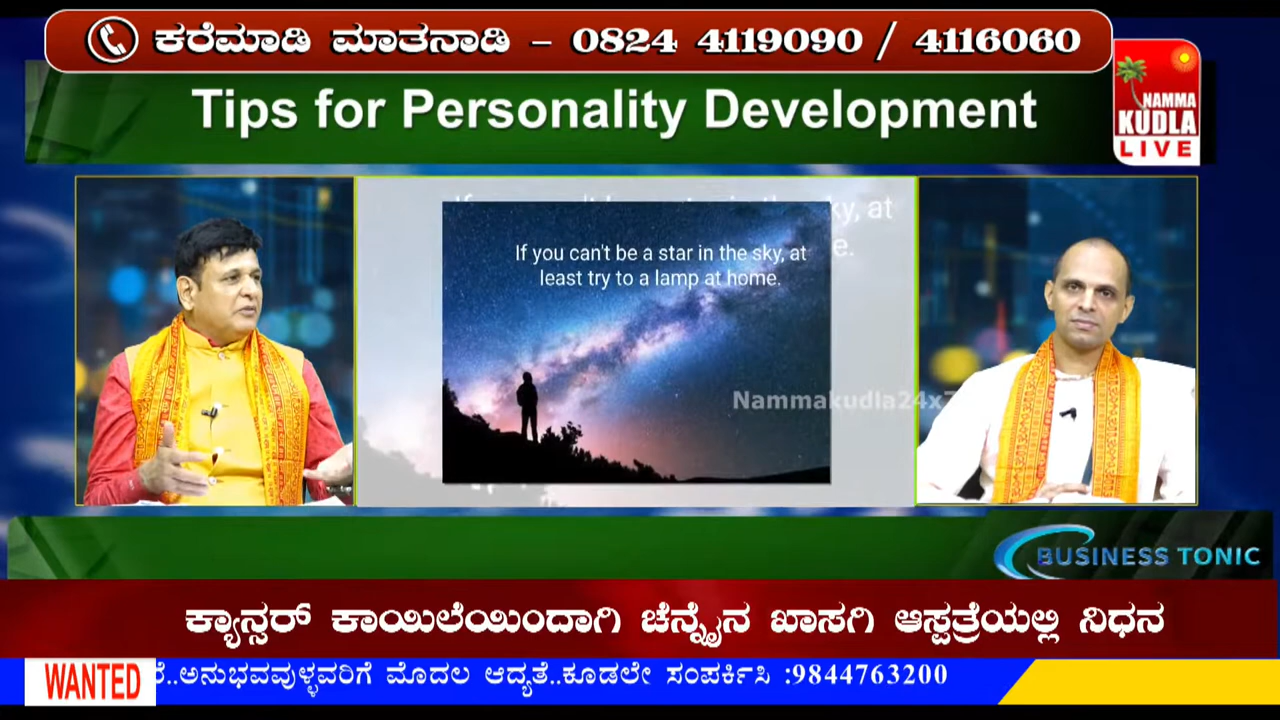 ಕರೆಮಾಡಿ ಮಾತನಾಡಿ – 0824 4119090 / 4116060
Tips for Personality Development
NAMMA
KUDLA
LIVE
If you can't be a star in the sky, at
least try to a lamp at home.
ky, at
e.
Nammakudla24x7
BUSINESS TONIC
ಕ್ಯಾನ್ಸರ್ ಕಾಯಿಲೆಯಿಂದಾಗಿ ಚೆನ್ನೈನ ಖಾಸಗಿ ಆಸ್ಪತ್ರೆಯಲ್ಲಿ ನಿಧನ
WANTED
..ಅನುಭವವುಳ್ಳವರಿಗೆ ಮೊದಲ ಆದ್ಯತೆ..ಕೂಡಲೇ ಸಂಪರ್ಕಿಸಿ :9844763200